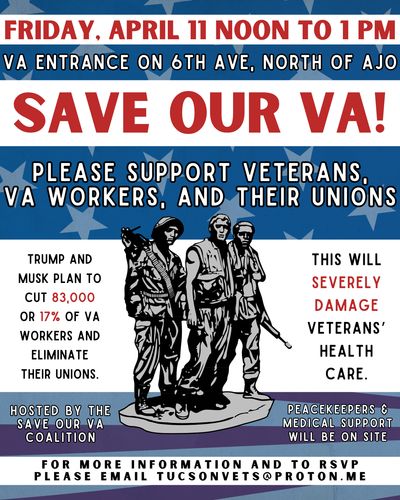 FRIDAY, APRIL 11 NOON TO 1 PM
VA ENTRANCE ON 6TH AVE, NORTH OF AJO
SAVE OUR VA!
PLEASE SUPPORT VETERANS,
VA WORKERS, AND THEIR UNIONS
TRUMP AND
MUSK PLAN TO
CUT 83,000
OR 17% OF VA
WORKERS AND
ELIMINATE
THEIR UNIONS.
THIS WILL
SEVERELY
DAMAGE
VETERANS'
HEALTH
CARE.
HOSTED BY THE
SAVE OUR VA
COALITION
PEACEKEEPERS &
MEDICAL SUPPORT
WILL BE ON SITE
FOR MORE INFORMATION AND TO RSVP
PLEASE EMAIL TUCSONVETS@PROTON.ME